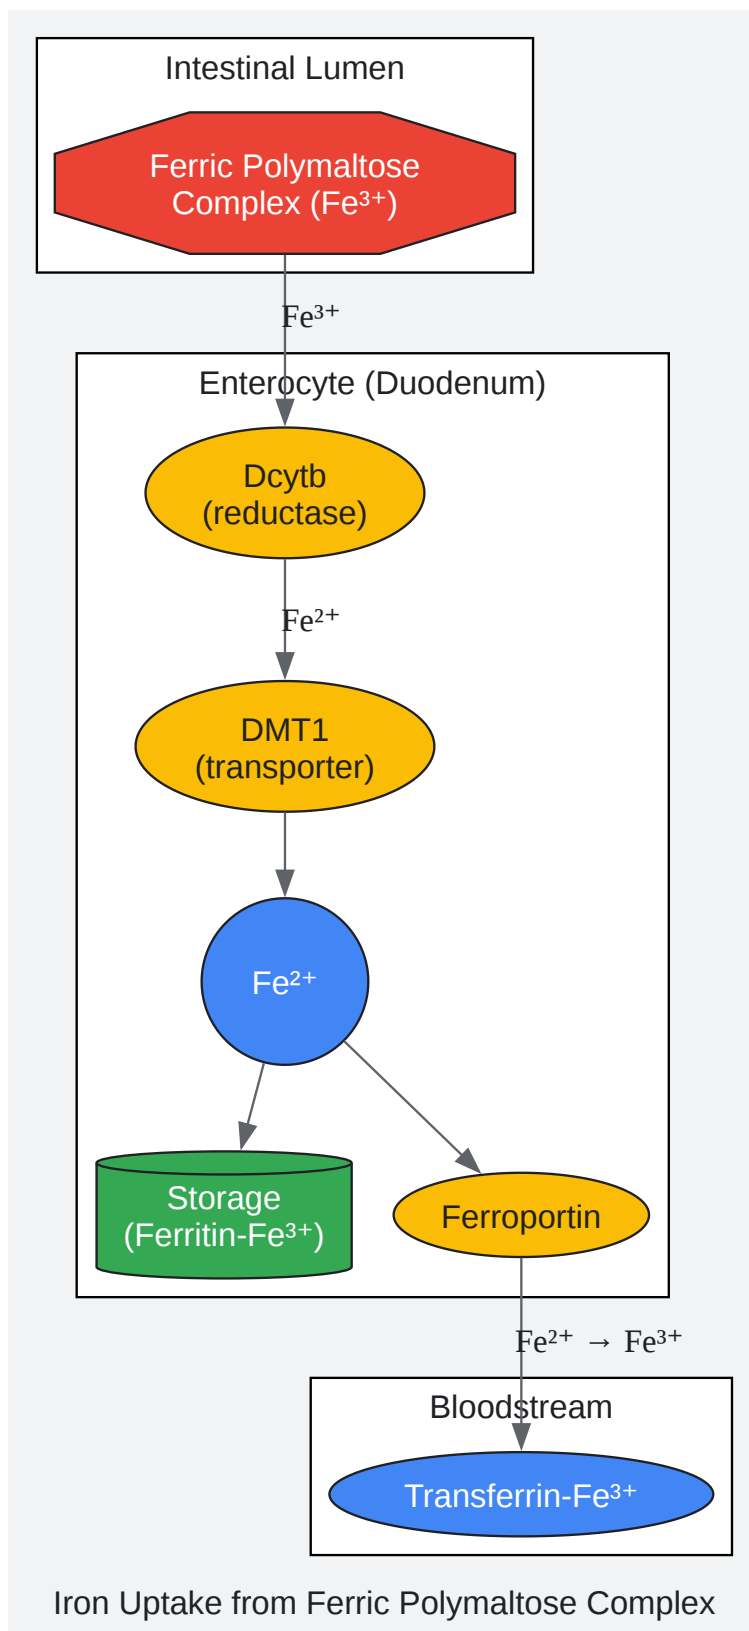 Intestinal Lumen
Ferric Polymaltose
Complex (Fe³⁺)
Fe³⁺
Enterocyte (Duodenum)
Dcytb
(reductase)
Fe²⁺
DMT1
(transporter)
Fe²⁺
Storage
(Ferritin-Fe³⁺)
Ferroportin
Fe²⁺ → Fe³⁺
Bloodstream
Transferrin-Fe³⁺
Iron Uptake from Ferric Polymaltose Complex